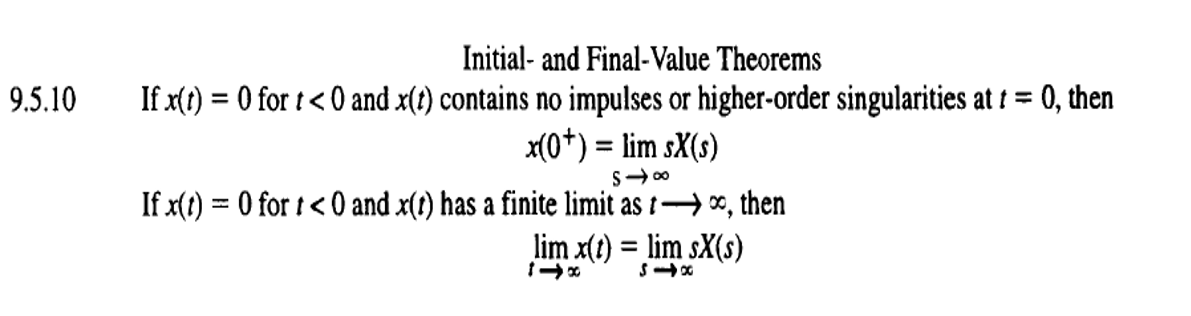 Initial- and Final-Value Theorems
9.5.10 If x(t) = 0 for t < 0 and x(t) contains no impulses or higher-order singularities at t = 0, then
x(0⁺) = lim sX(s)
s→∞
If x(t) = 0 for t < 0 and x(t) has a finite limit as t⟶∞, then
lim x(t) = lim sX(s)
t→∞ s→∞